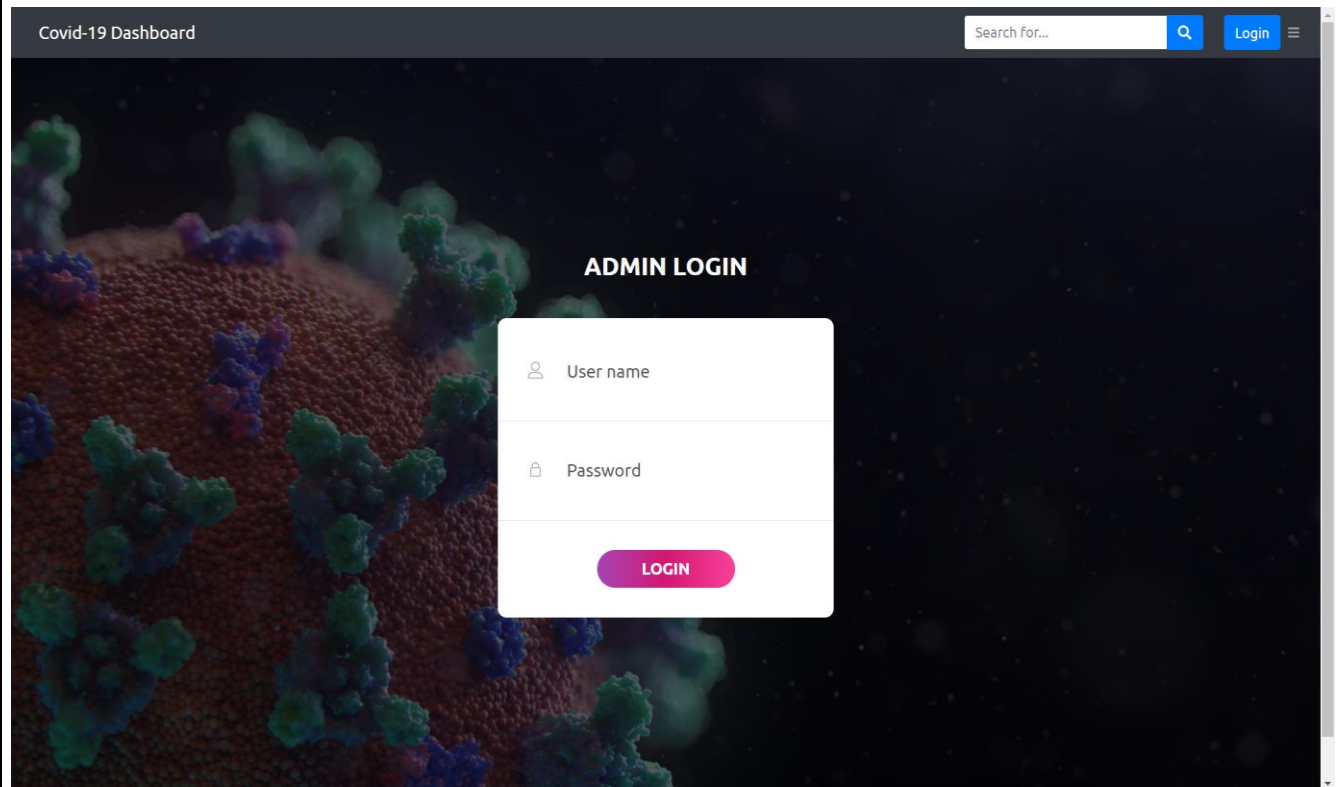 Covid-19 Dashboard
Search for...
Login
ADMIN LOGIN
User name
Password
LOGIN